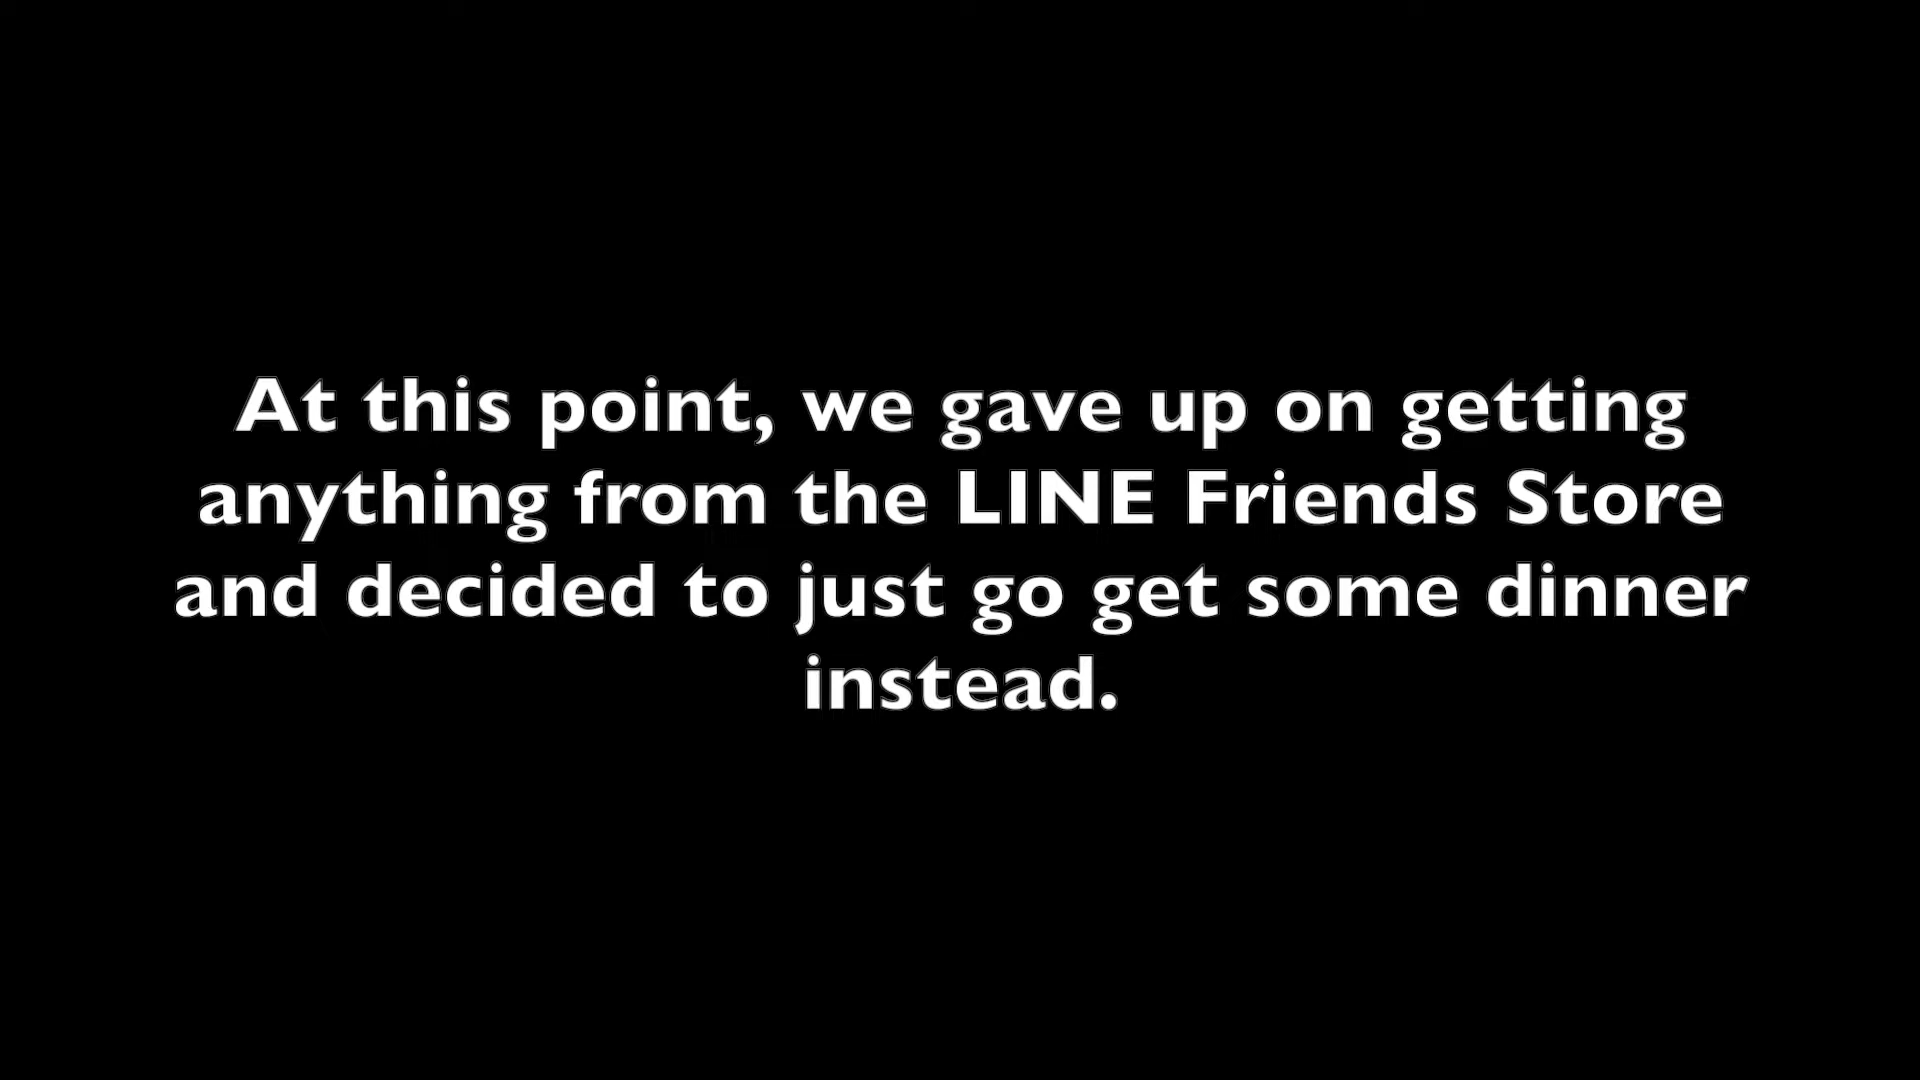 At this point, we gave up on getting
anything from the LINE Friends Store
and decided to just go get some dinner
instead.